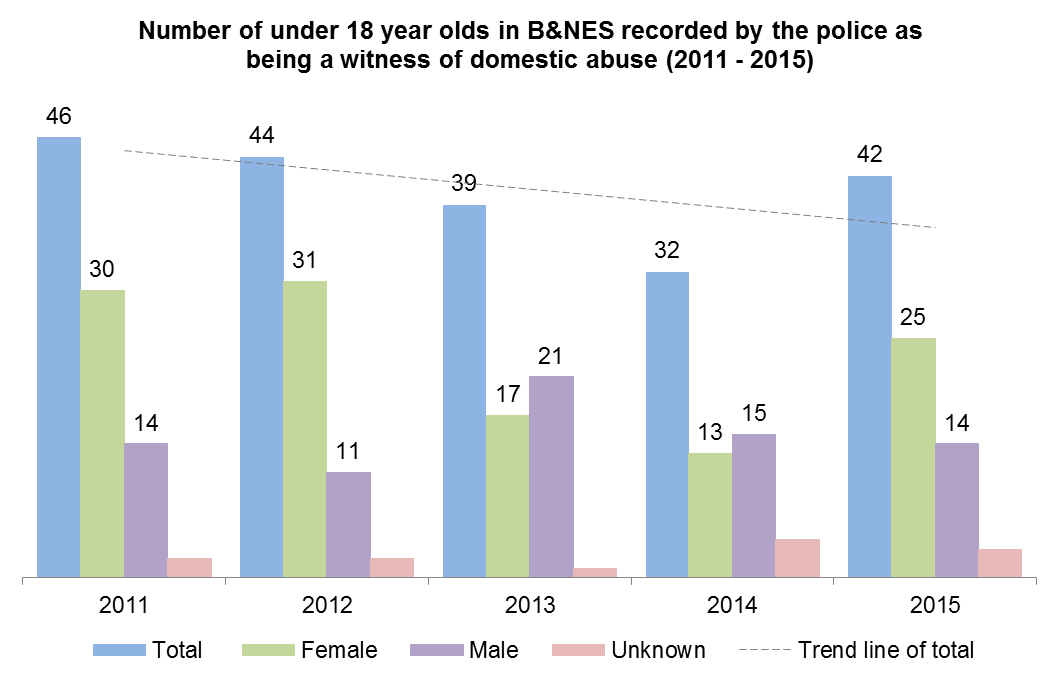 Number of under 18 year olds in B&NES recorded by the police as
being a witness of domestic abuse (2011 - 2015)
46
30
14
44
31
11
39
17
21
32
13
15
42
25
14
2011
2012
2013
2014
2015
Total
Female
Male
Unknown
Trend line of total